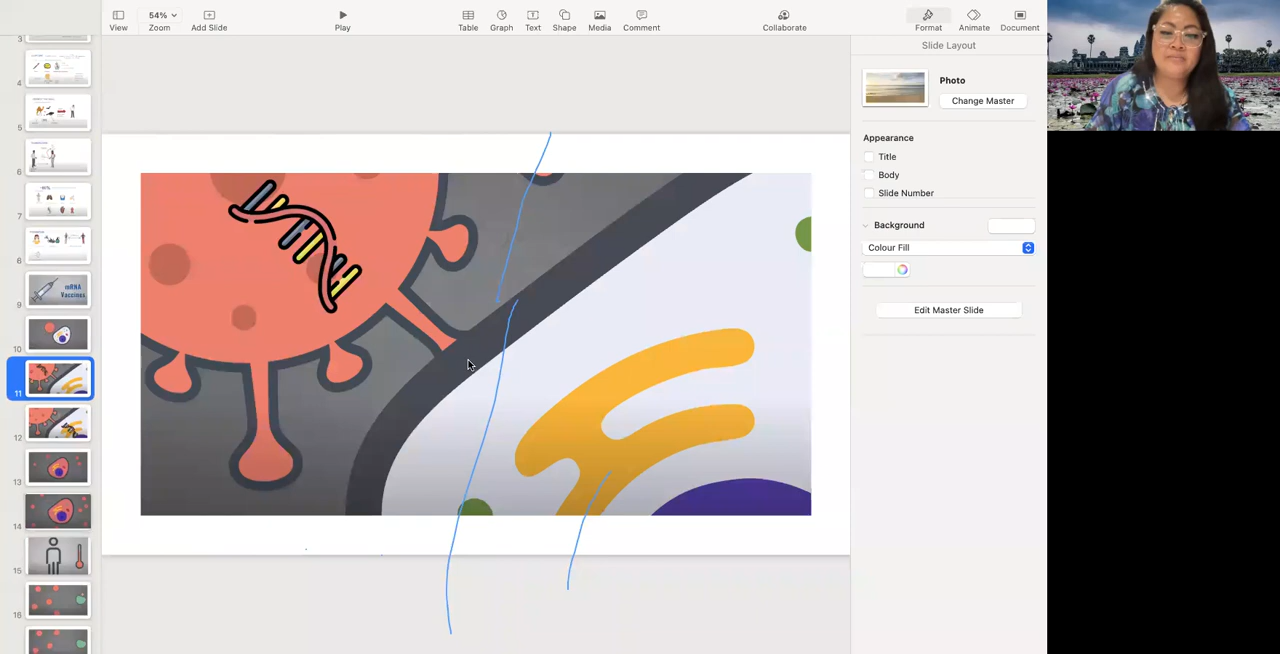 54%
View
Zoom
Add Slide
Play
Table
Graph
Text
Shape
Media
Comment
Collaborate
Format
Animate
Document
Slide Layout
Photo
Change Master
Appearance
Title
Body
Slide Number
Background
Colour Fill
Edit Master Slide
3
4
5
6
7
8
9
mRNA
Vaccines
10
11
12
13
14
15
16